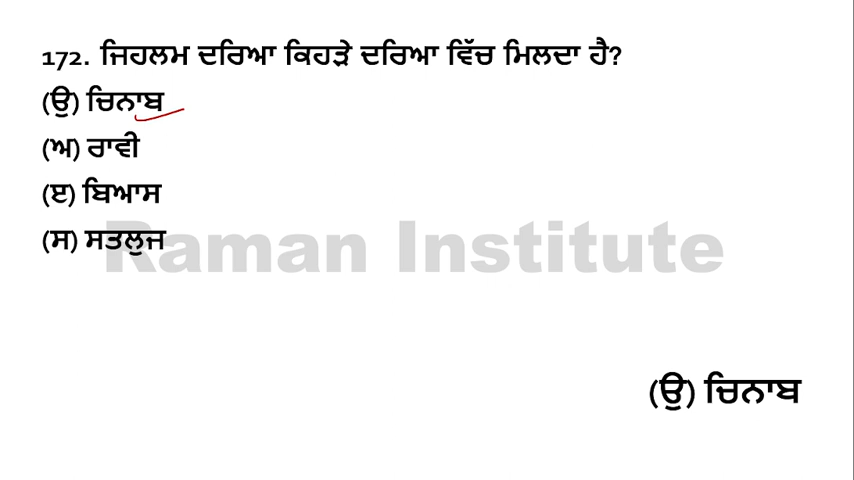 172. ਜਿਹਲਮ ਦਰਿਆ ਕਿਹੜੇ ਦਰਿਆ ਵਿੱਚ ਮਿਲਦਾ ਹੈ?
(ੳ) ਚਿਨਾਬ
(ਅ) ਰਾਵੀ
(ੲ) ਬਿਆਸ
(ਸ) ਸਤਲੁਜ
Raman Institute
(ੳ) ਚਿਨਾਬ